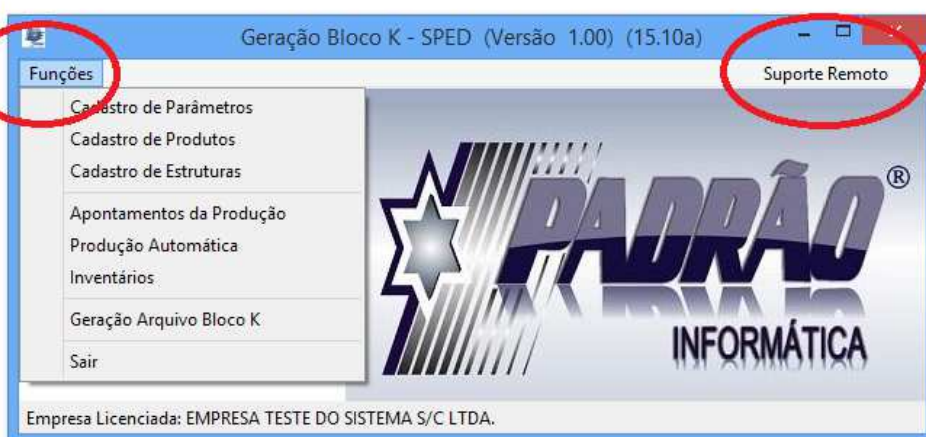 Geração Bloco K - SPED (Versão 1.00) (15.10a)
Funções
Suporte Remoto
Cadastro de Parâmetros
Cadastro de Produtos
Cadastro de Estruturas
Apontamentos da Produção
Produção Automática
Inventários
Geração Arquivo Bloco K
Sair
PADRÃO®
INFORMÁTICA
Empresa Licenciada: EMPRESA TESTE DO SISTEMA S/C LTDA.